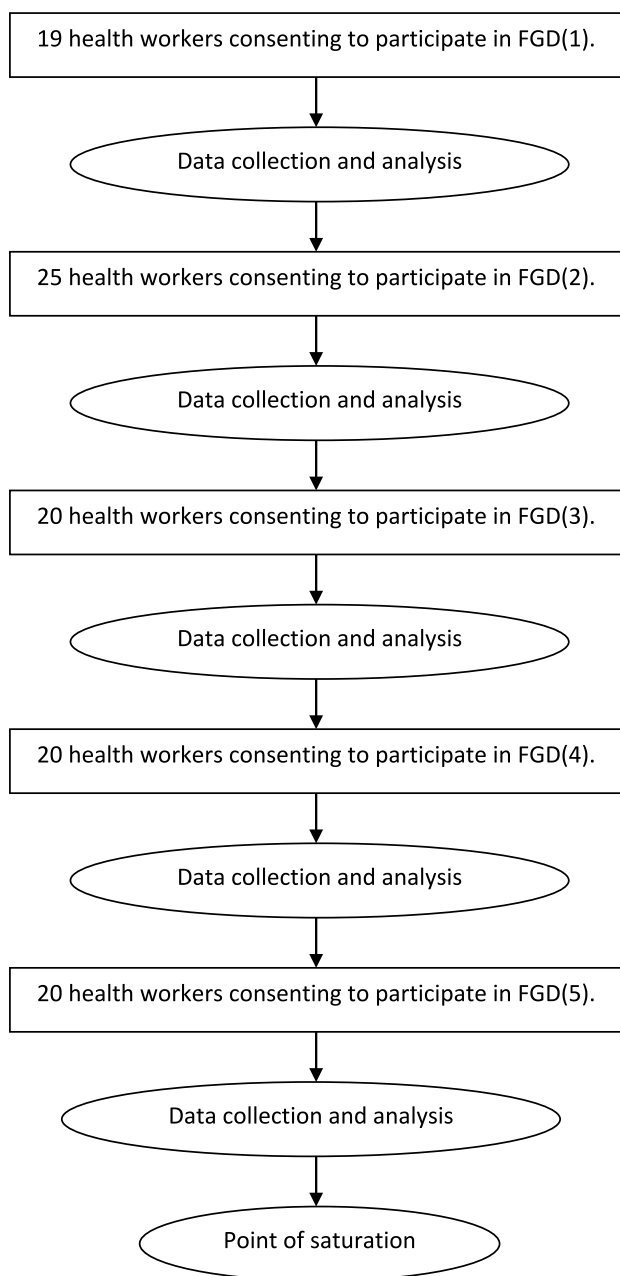 19 health workers consenting to participate in FGD(1).
Data collection and analysis
25 health workers consenting to participate in FGD(2).
Data collection and analysis
20 health workers consenting to participate in FGD(3).
Data collection and analysis
20 health workers consenting to participate in FGD(4).
Data collection and analysis
20 health workers consenting to participate in FGD(5).
Data collection and analysis
Point of saturation